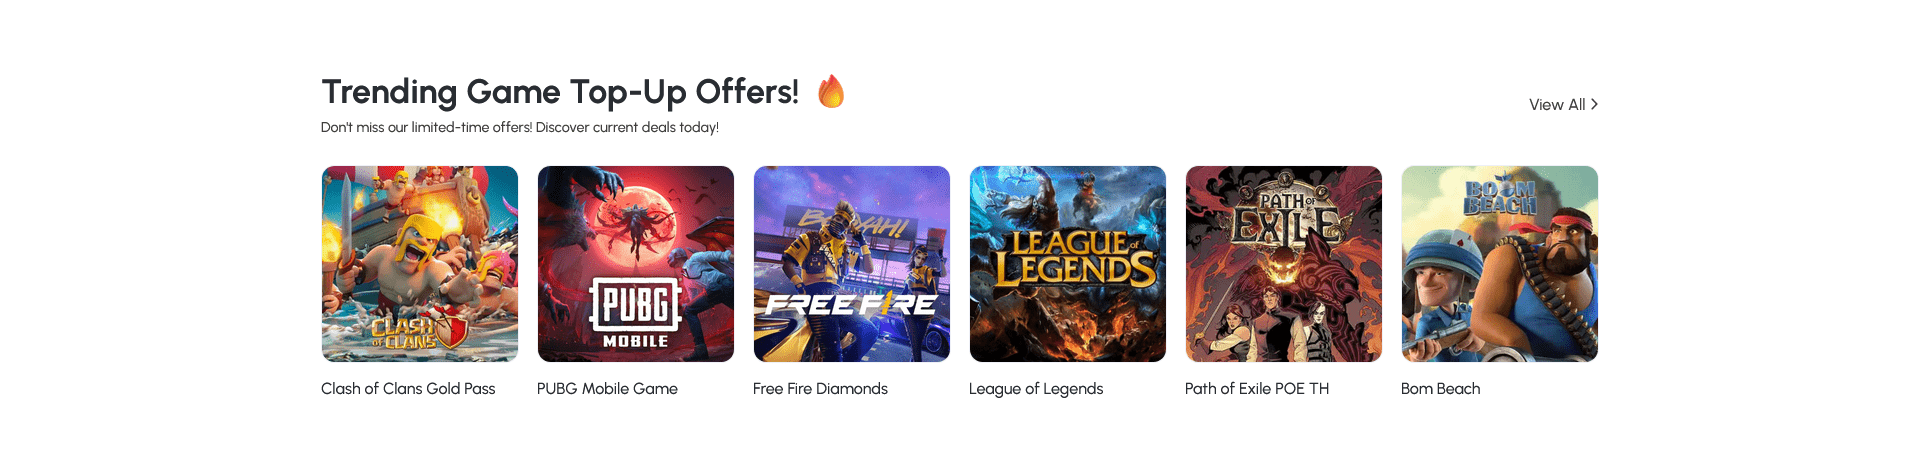 Trending Game Top-Up Offers! 🔥
Don't miss our limited-time offers! Discover current deals today!
View All >
CLASH
OF CLANS
PUBG
MOBILE
BOOYAH!
FREE FIRE
LEAGUE of
LEGENDS
PATH OF
EXILE
BOOM
BEACH
Clash of Clans Gold Pass
PUBG Mobile Game
Free Fire Diamonds
League of Legends
Path of Exile POE TH
Bom Beach